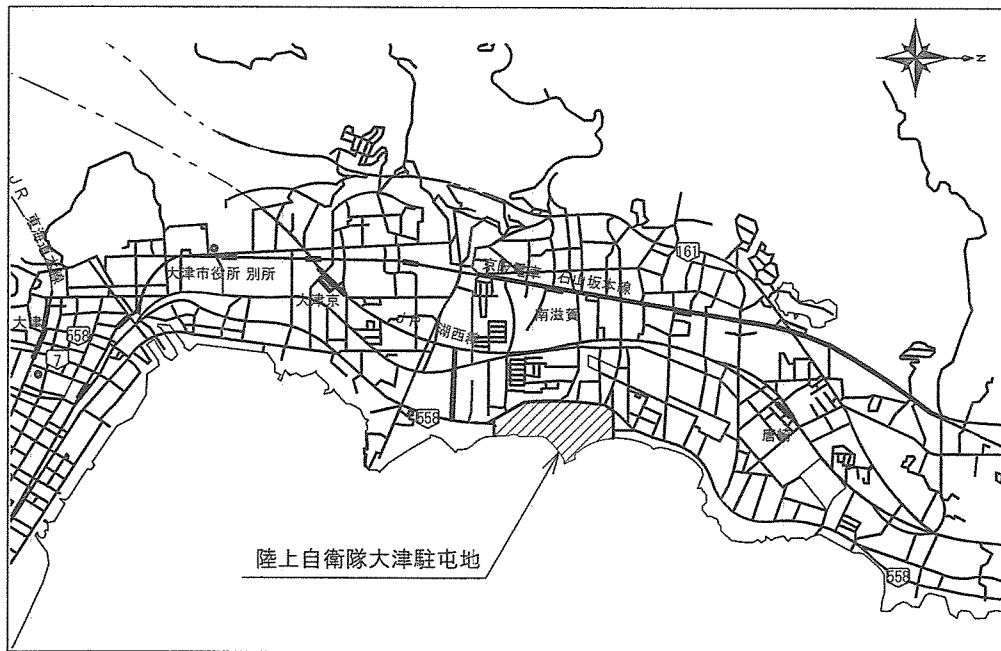 N
161
JR 東海道本線
大津市役所 別所
京阪電車 石山坂本線
大津京
南滋賀
JR 湖西線
大津
558
7
558
唐崎
陸上自衛隊大津駐屯地
558